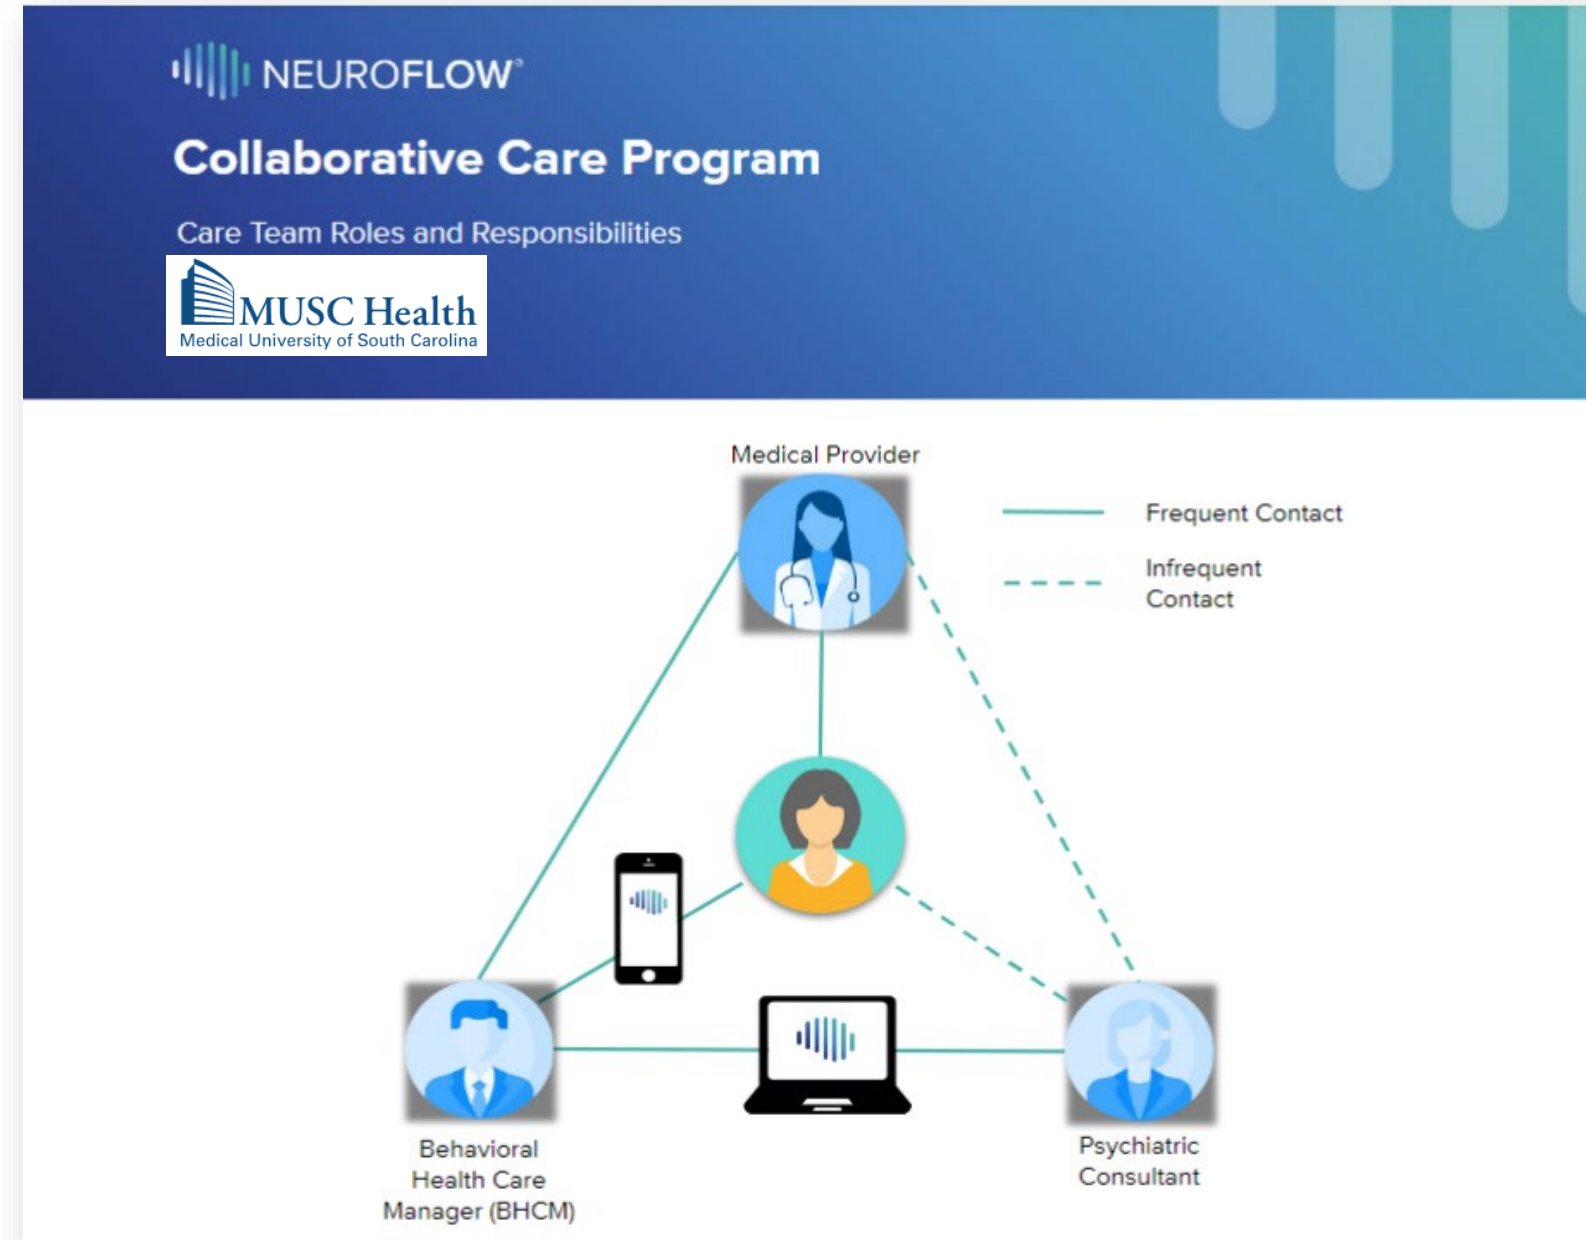 NEUROFLOW
Collaborative Care Program
Care Team Roles and Responsibilities
MUSC Health
Medical University of South Carolina
Medical Provider
Frequent Contact
Infrequent
Contact
Behavioral
Health Care
Manager (BHCM)
Psychiatric
Consultant